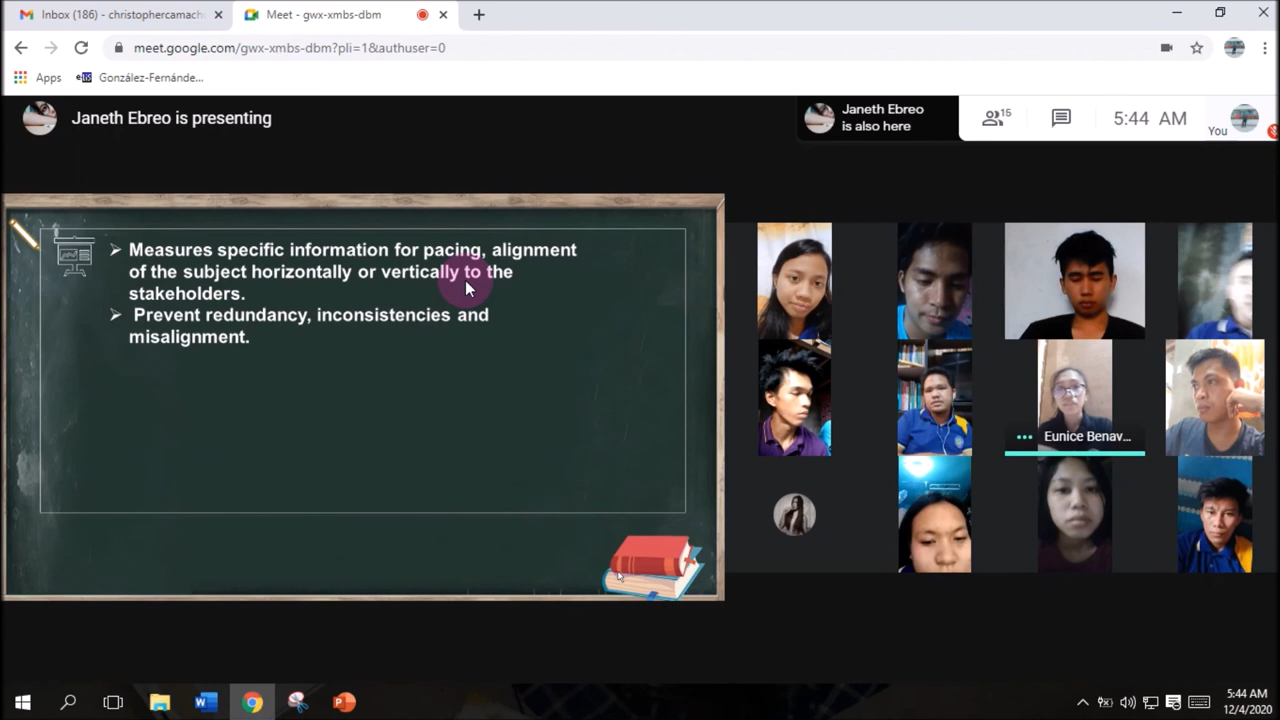 Inbox (186) - christophercamach
Meet - gwx-xmbs-dbm
meet.google.com/gwx-xmbs-dbm?pli=1&authuser=0
Apps
González-Fernánde...
Janeth Ebreo is presenting
Janeth Ebreo
is also here
15
5:44 AM
You
➢ Measures specific information for pacing, alignment
of the subject horizontally or vertically to the
stakeholders.
➢ Prevent redundancy, inconsistencies and
misalignment.
Eunice Benav...
5:44 AM
12/4/2020